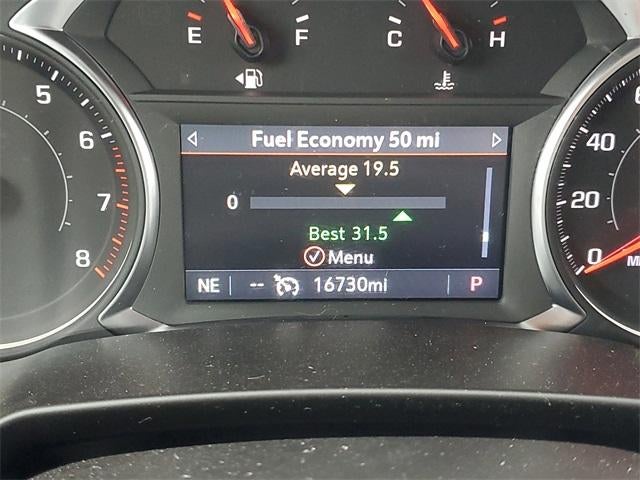 E F C H
5
6
7
8
Fuel Economy 50 mi
Average 19.5
0
Best 31.5
Menu
NE -- 16730mi P
40
20
0